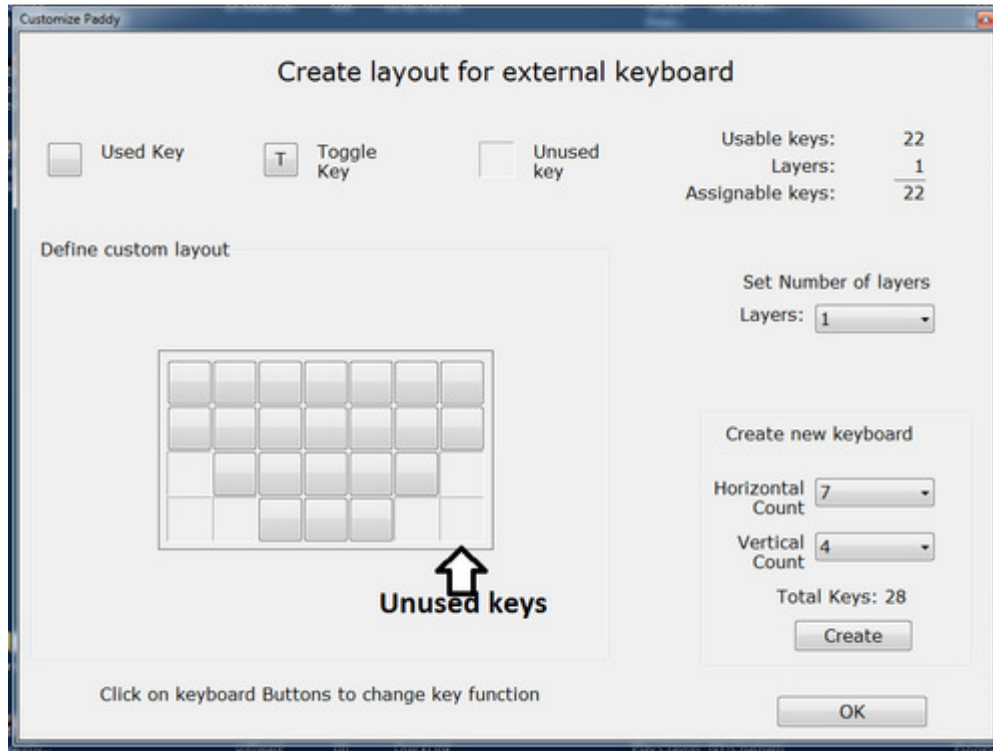 Customize Paddy
Create layout for external keyboard
Used Key
T
Toggle
Key
Unused
key
Usable keys: 22
Layers: 1
Assignable keys: 22
Define custom layout
Set Number of layers
Layers: 1
Unused keys
Create new keyboard
Horizontal
Count
7
Vertical
Count
4
Total Keys: 28
Create
Click on keyboard Buttons to change key function
OK